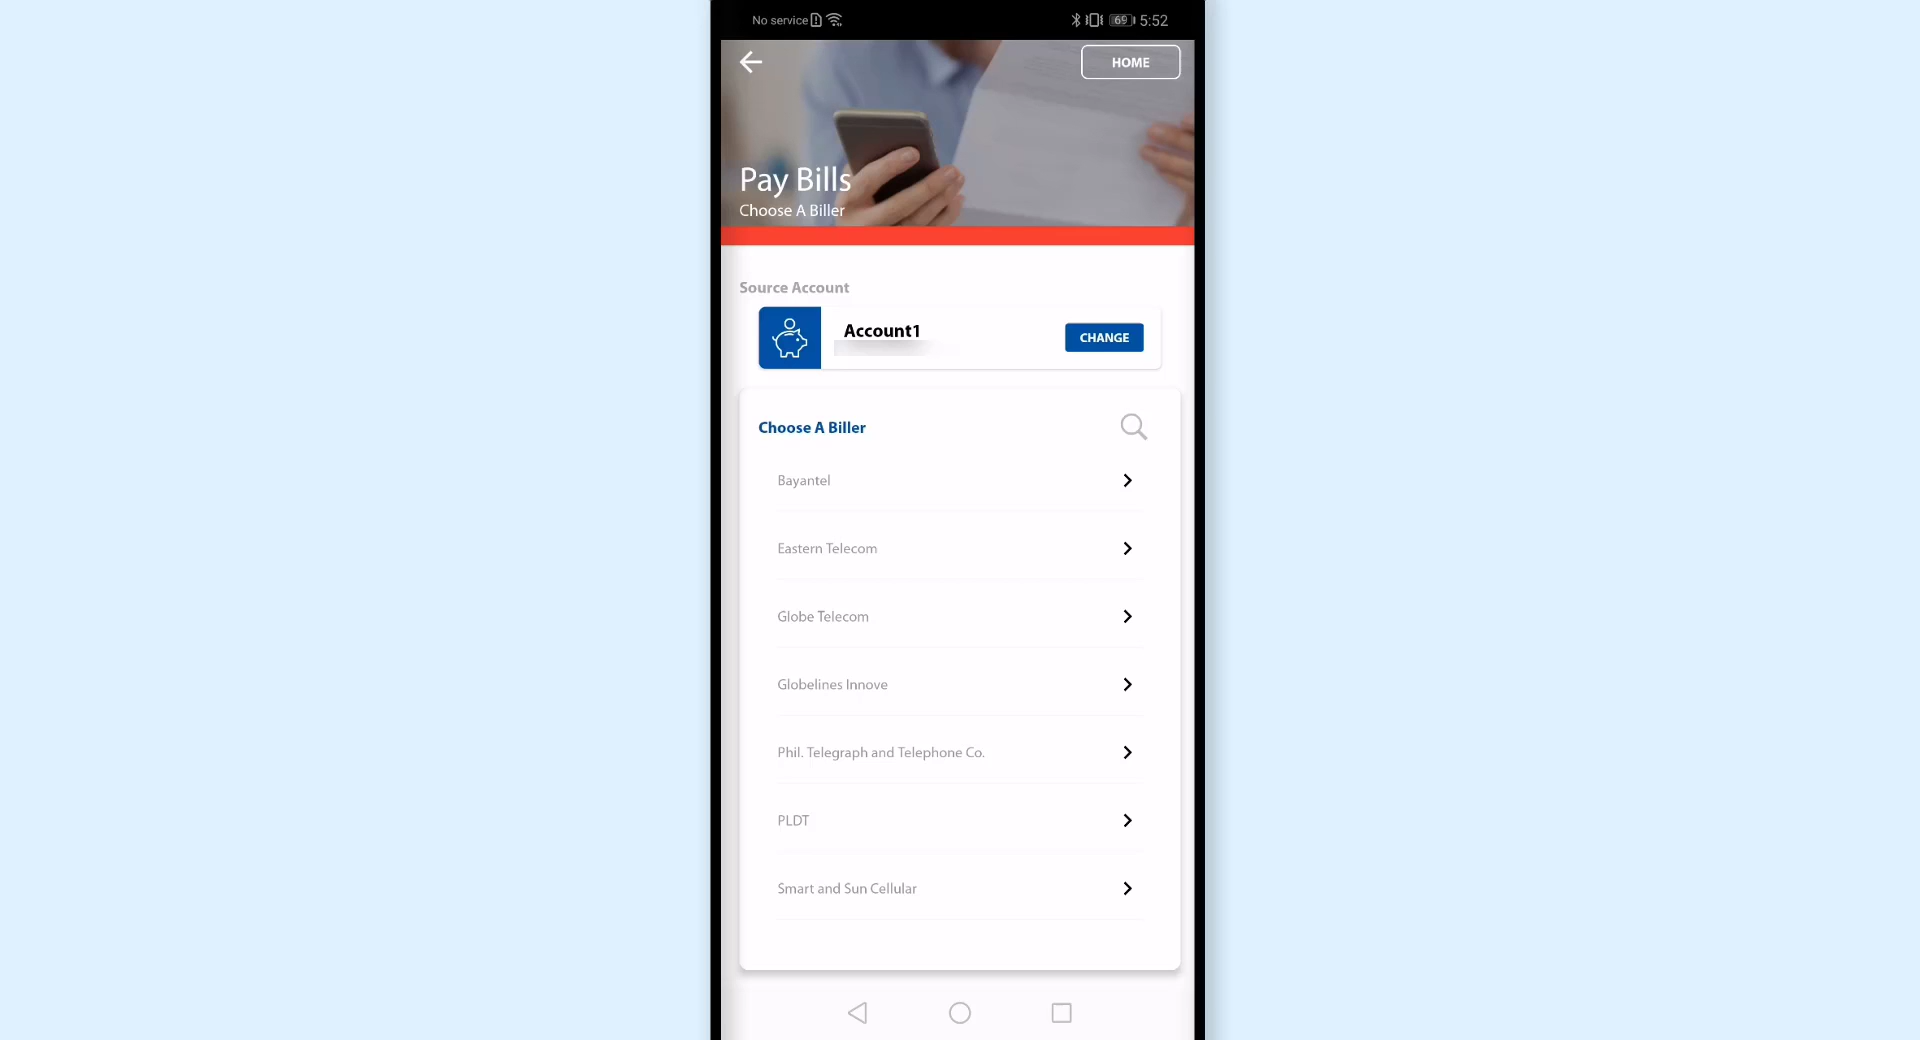 No service
69 5:52
HOME
Pay Bills
Choose A Biller
Source Account
Account1
CHANGE
Choose A Biller
Bayantel
Eastern Telecom
Globe Telecom
Globelines Innove
Phil. Telegraph and Telephone Co.
PLDT
Smart and Sun Cellular